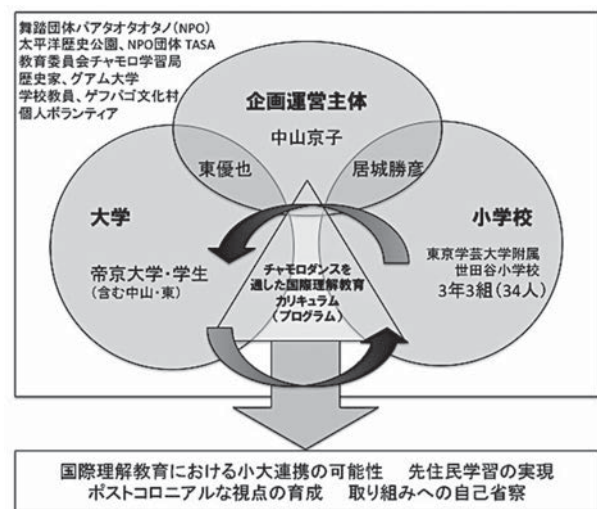 舞踏団体パアタオタオタノ（NPO）
太平洋歴史公園、NPO団体 TASA
教育委員会チャモロ学習局
歴史家、グアム大学
学校教員、ゲフパゴ文化村
個人ボランティア
企画運営主体
中山京子
東優也
居城勝彦
大学
帝京大学・学生
（含む中山・東）
小学校
東京学芸大学附属
世田谷小学校
3年3組（34人）
チャモロダンスを
通した国際理解教育
カリキュラム
（プログラム）
国際理解教育における小大連携の可能性　先住民学習の実現
ポストコロニアルな視点の育成　取り組みへの自己省察